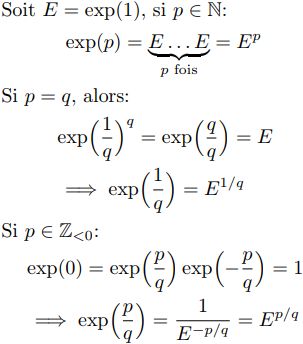 Soit E = exp(1), si p ∈ ℕ:
exp(p) = E … E = E^p
p fois
Si p = q, alors:
exp(1/q)^q = exp(q/q) = E
⟹ exp(1/q) = E^{1/q}
Si p ∈ ℤ_{<0}:
exp(0) = exp(p/q) exp(−p/q) = 1
⟹ exp(p/q) = 1/E^{−p/q} = E^{p/q}